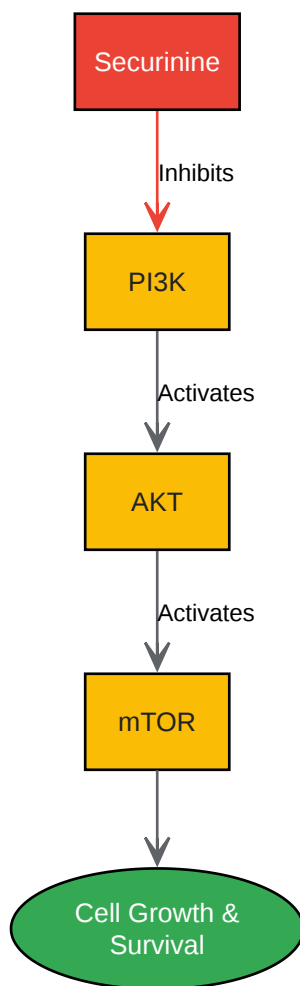 Securinine
Inhibits
PI3K
Activates
AKT
Activates
mTOR
Cell Growth &
Survival